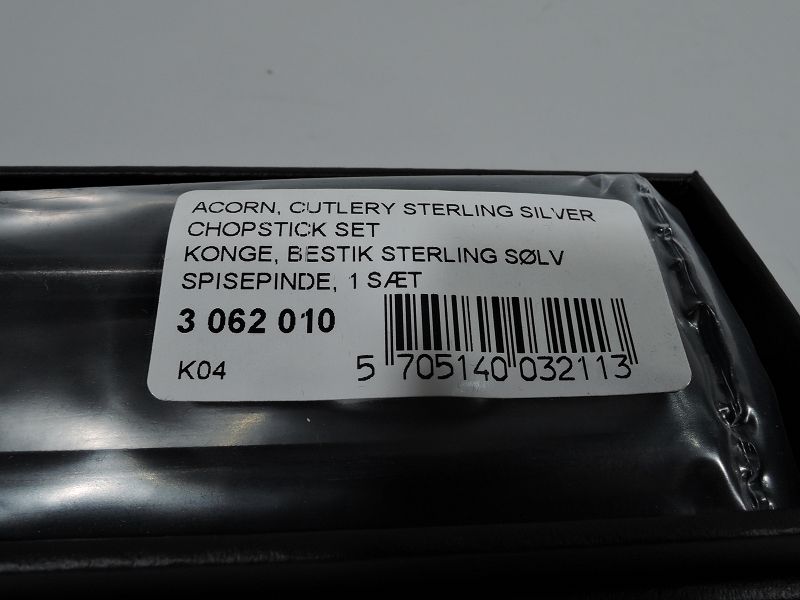 ACORN, CUTLERY STERLING SILVER
CHOPSTICK SET
KONGE, BESTIK STERLING SØLV
SPISEPINDE, 1 SÆT
3 062 010
K04
5 705140 032113